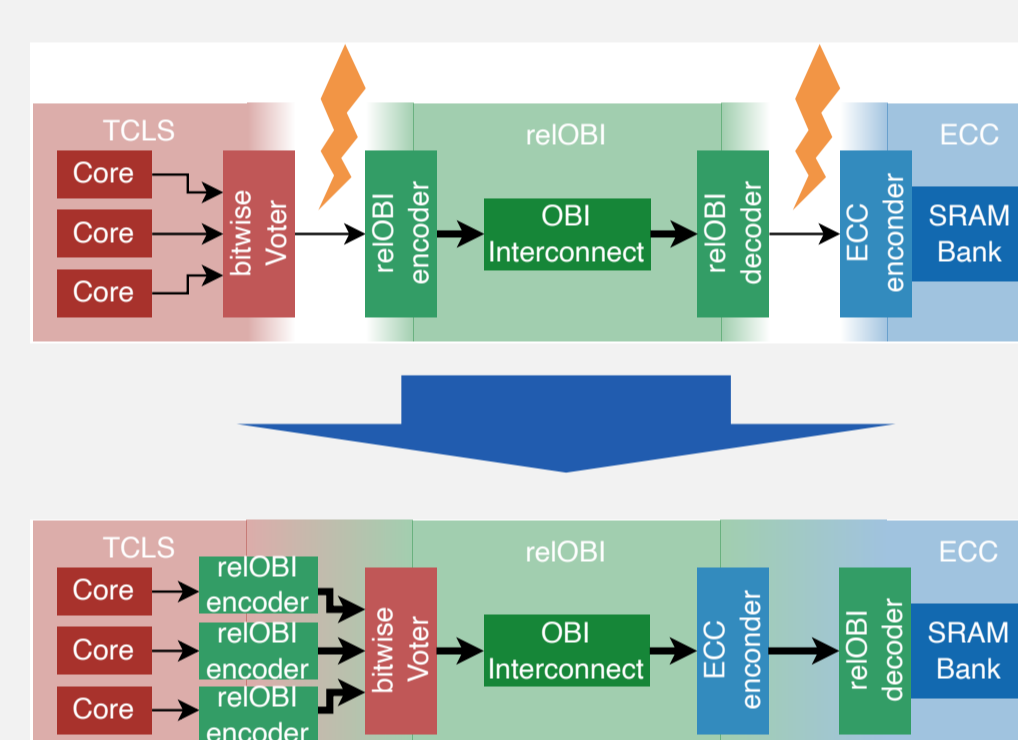 TCLS
relOBI
ECC
Core
Core
Core
bitwise
Voter
relOBI
encoder
OBI
Interconnect
relOBI
decoder
ECC
enconder
SRAM
Bank
TCLS
relOBI
ECC
Core
Core
Core
relOBI
encoder
relOBI
encoder
relOBI
encoder
bitwise
Voter
OBI
Interconnect
ECC
enconder
relOBI
decoder
SRAM
Bank